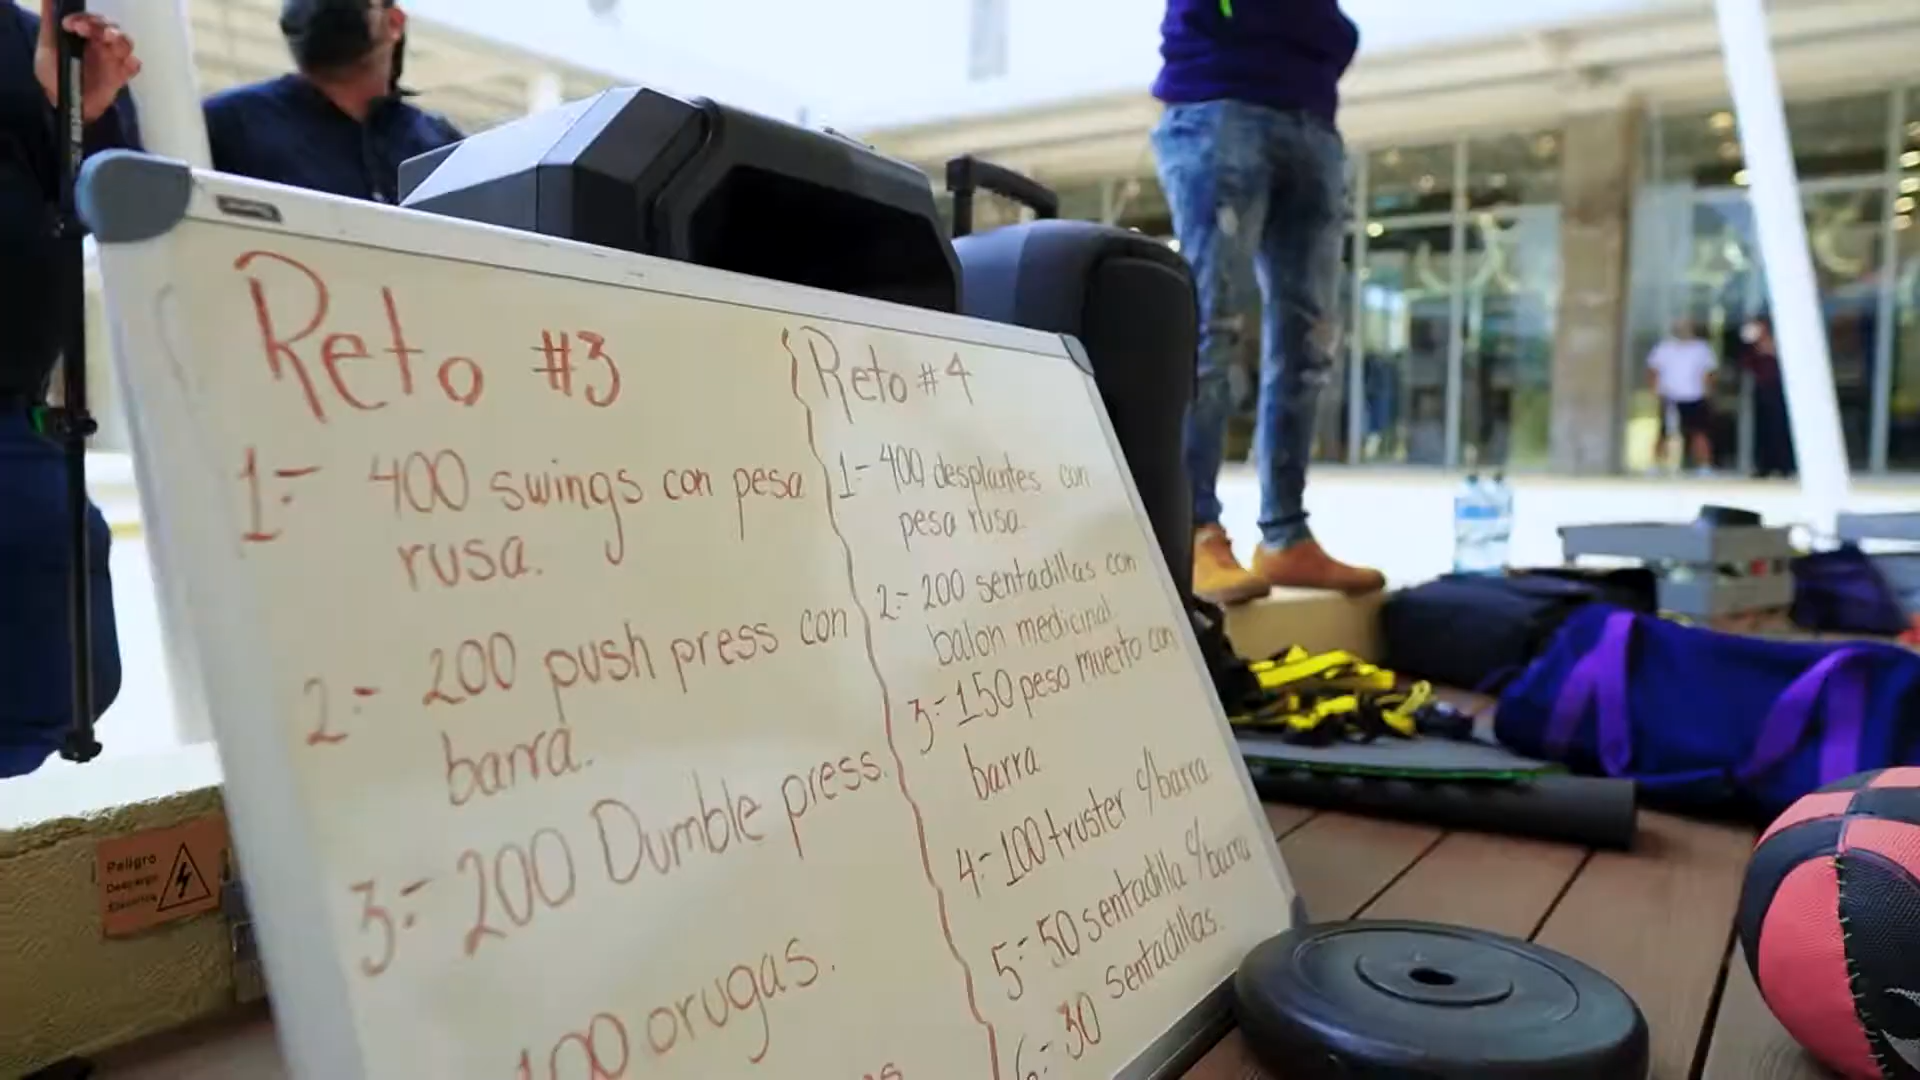 Reto #3
1.- 400 swings con pesa
rusa.
2.- 200 push press con
barra.
3.- 200 Dumble press.
100 orugas.
Reto #4
1- 400 desplantes con
pesa rusa.
2.- 200 sentadillas con
balon medicinal.
3.- 150 peso muerto con
barra
4.- 100 truster c/barra
5.- 50 sentadilla c/barra
6.- 30 sentadillas.
Peligro
Descarga
Eléctrica